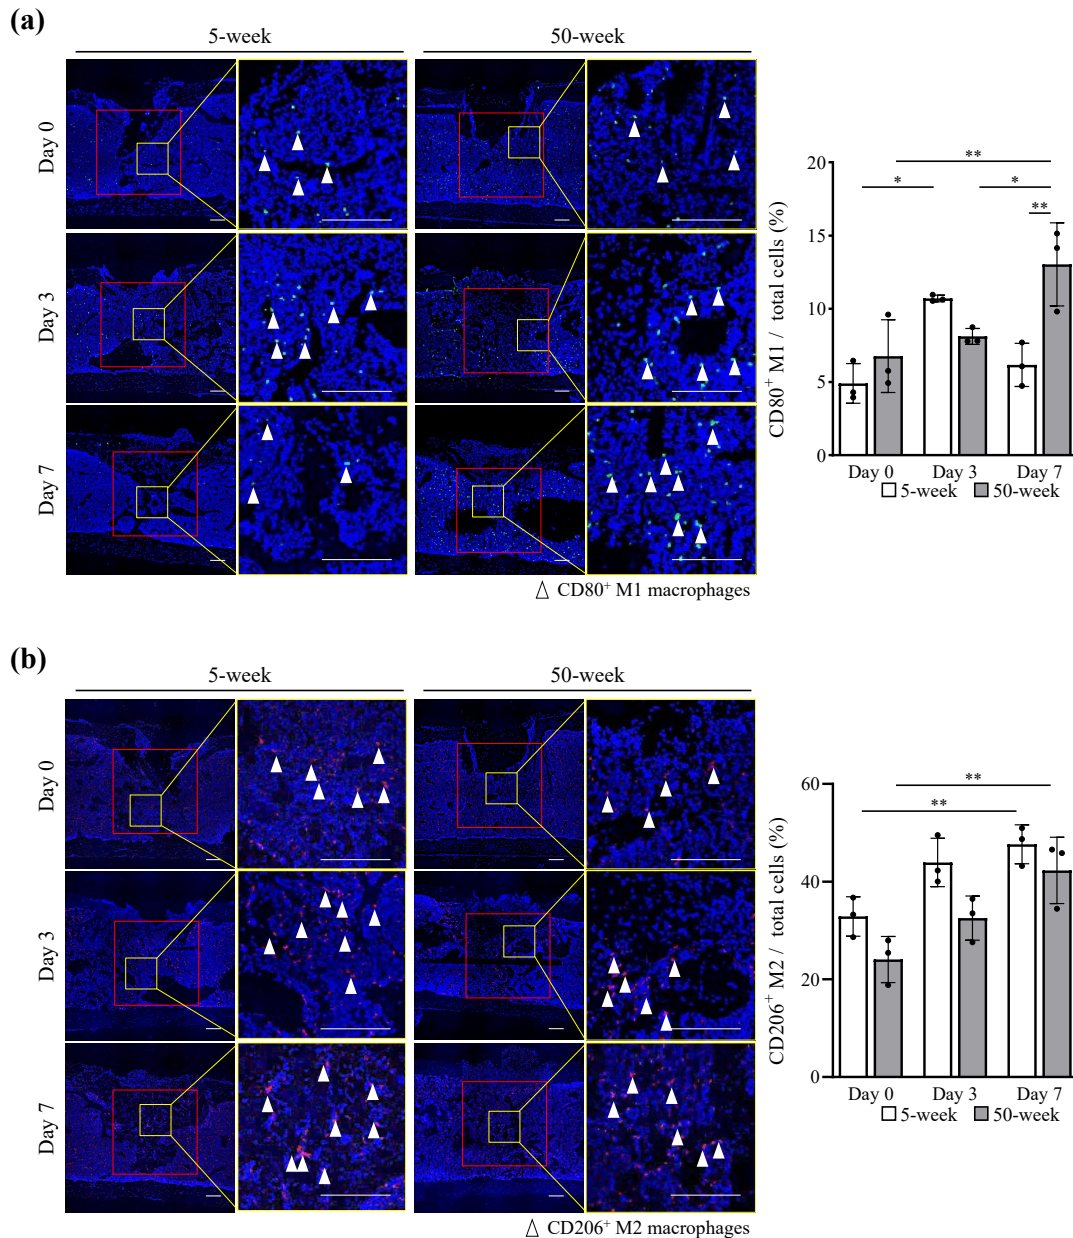 (a)
5-week
50-week
Day 0
Day 3
Day 7
△ CD80⁺ M1 macrophages
CD80⁺ M1 / total cells (%)
20
15
10
5
0
**
*
*
**
Day 0
Day 3
Day 7
5-week
50-week
(b)
5-week
50-week
Day 0
Day 3
Day 7
△ CD206⁺ M2 macrophages
CD206⁺ M2 / total cells (%)
60
40
20
0
**
**
Day 0
Day 3
Day 7
5-week
50-week